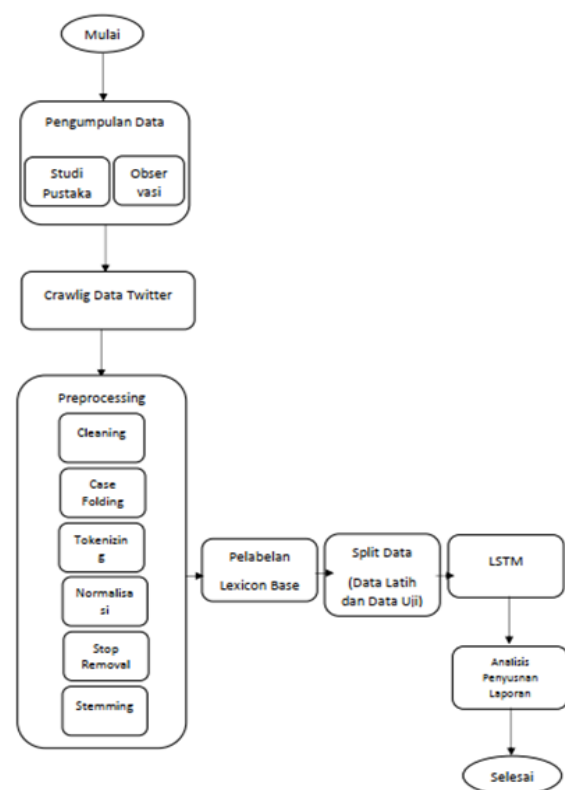 Mulai
Pengumpulan Data
Studi
Pustaka
Obser
vasi
Crawlig Data Twitter
Preprocessing
Cleaning
Case
Folding
Tokenizin
g
Normalisa
si
Stop
Removal
Stemming
Pelabelan
Lexicon Base
Split Data
(Data Latih
dan Data Uji)
LSTM
Analisis
Penyusnan
Laporan
Selesai